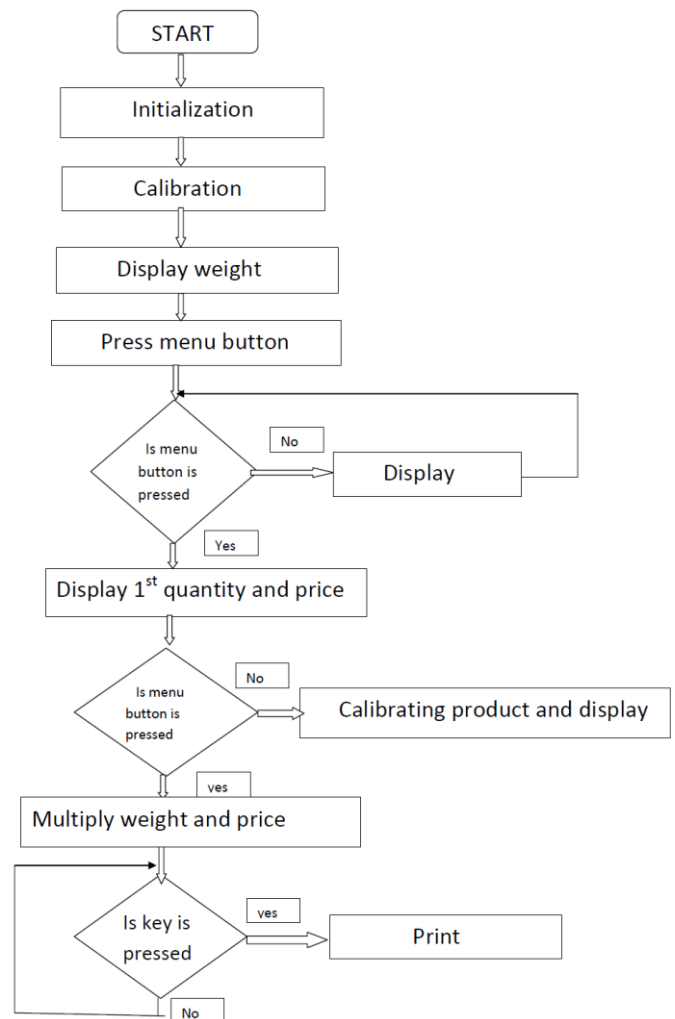 START
Initialization
Calibration
Display weight
Press menu button
Is menu
button is
pressed
No
Display
Yes
Display 1st quantity and price
Is menu
button is
pressed
No
Calibrating product and display
yes
Multiply weight and price
Is key is
pressed
yes
Print
No